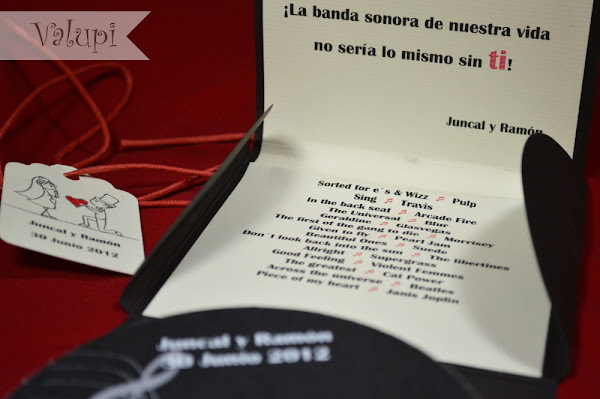 Valupi
¡La banda sonora de nuestra vida
no sería lo mismo sin ti!
Juncal y Ramón
Sorted for e´s & Wizz ♫ Pulp
Sing ♫ Travis
In the back seat ♫ Arcade Fire
The Universal ♫ Blur
Geraldine ♫ Glasvegas
The first of the gang to die ♫ Morrisey
Given to fly ♫ Pearl Jam
Beautiful Ones ♫ Suede
Don´t look back into the sun ♫ The libertines
Allright ♫ Supergrass
Good Feeling ♫ Violent Femmes
The greatest ♫ Cat Power
Across the universe ♫ Beatles
Piece of my heart ♫ Janis Joplin
Juncal y Ramón
30 Junio 2012
Juncal y Ramón
30 Junio 2012